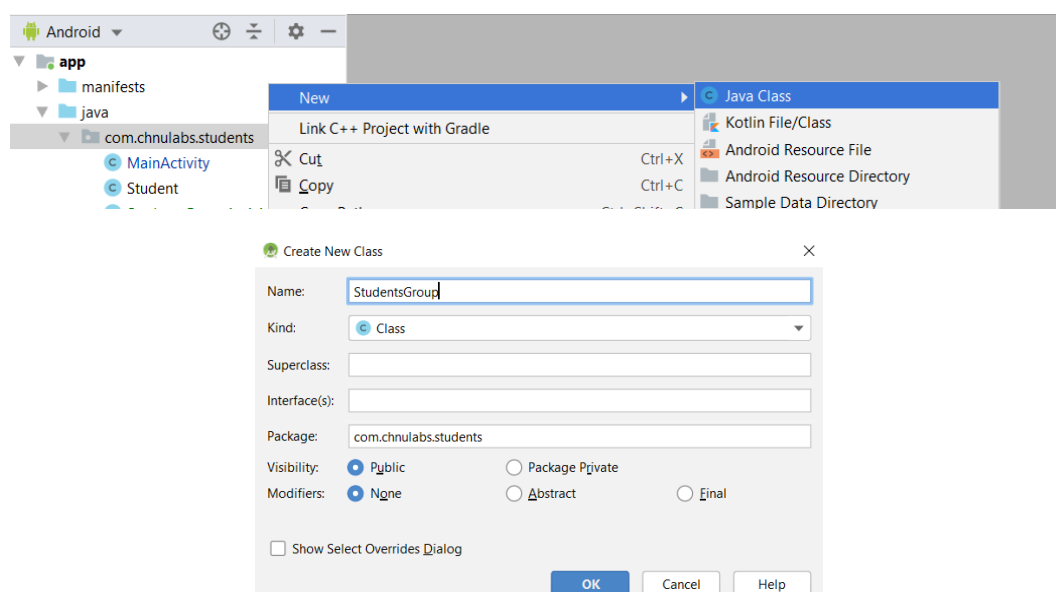 Android
app
manifests
java
com.chnulabs.students
MainActivity
Student
New
Link C++ Project with Gradle
Cut Ctrl+X
Copy Ctrl+C
Java Class
Kotlin File/Class
Android Resource File
Android Resource Directory
Sample Data Directory
Create New Class
Name: StudentsGroup
Kind: Class
Superclass:
Interface(s):
Package: com.chnulabs.students
Visibility: Public Package Private
Modifiers: None Abstract Final
Show Select Overrides Dialog
OK Cancel Help